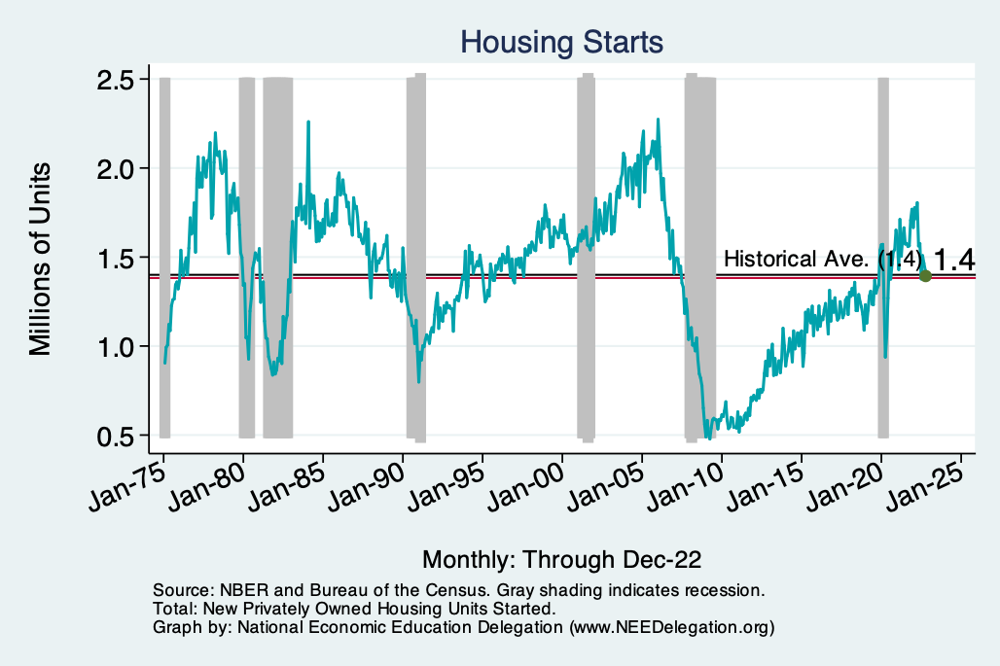 Housing Starts
Millions of Units
2.5
2.0
1.5
1.0
0.5
Historical Ave. (1.4)
1.4
Jan-75
Jan-80
Jan-85
Jan-90
Jan-95
Jan-00
Jan-05
Jan-10
Jan-15
Jan-20
Jan-25
Monthly: Through Dec-22
Source: NBER and Bureau of the Census. Gray shading indicates recession.
Total: New Privately Owned Housing Units Started.
Graph by: National Economic Education Delegation (www.NEEDelegation.org)